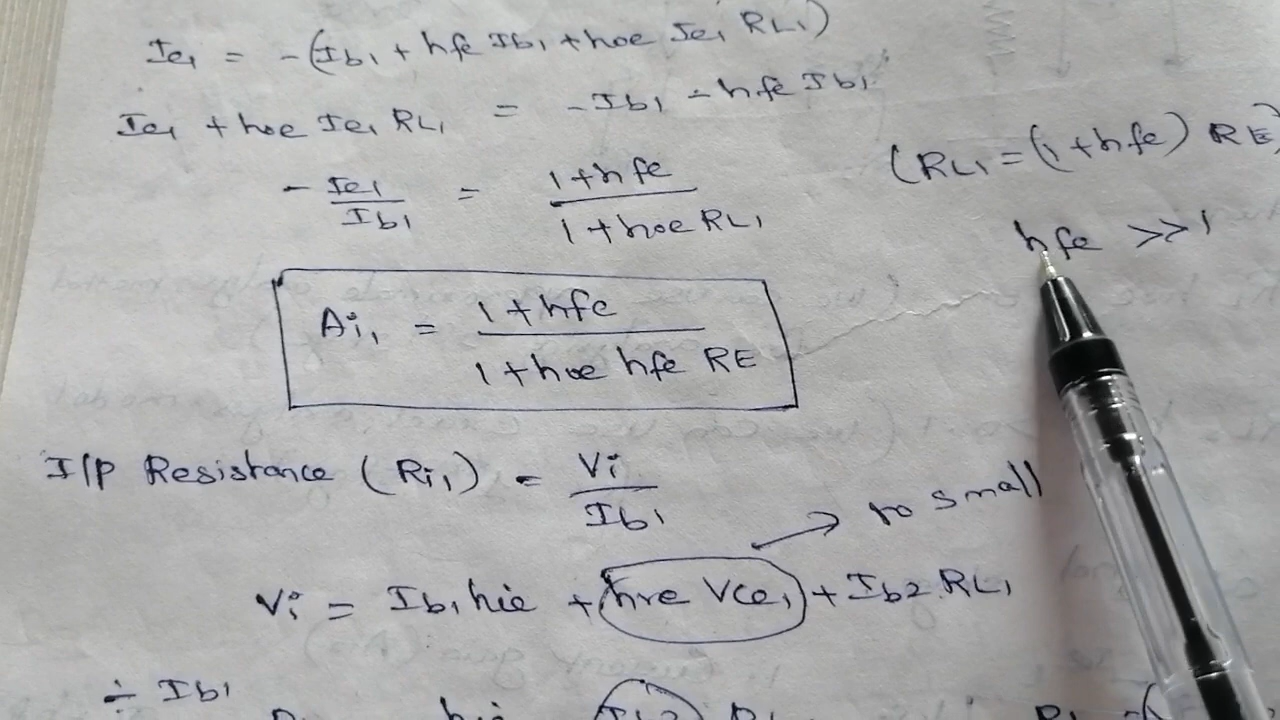 Ie1 = -(Ib1 + hfe Ib1 + hoe Ie1 RL1)
Ie1 + hoe Ie1 RL1 = -Ib1 - hfe Ib1
- Ie1 / Ib1 = 1+hfe / 1+hoe RL1
(RL1 = (1+hfe) RE)
hfe >>1
Ai1 = 1+hfe / 1+hoe hfe RE
I/P Resistance (Ri1) = Vi / Ib1
Vi = Ib1 hie + hre Vce1 + Ib2 RL1
→ to small
÷ Ib1